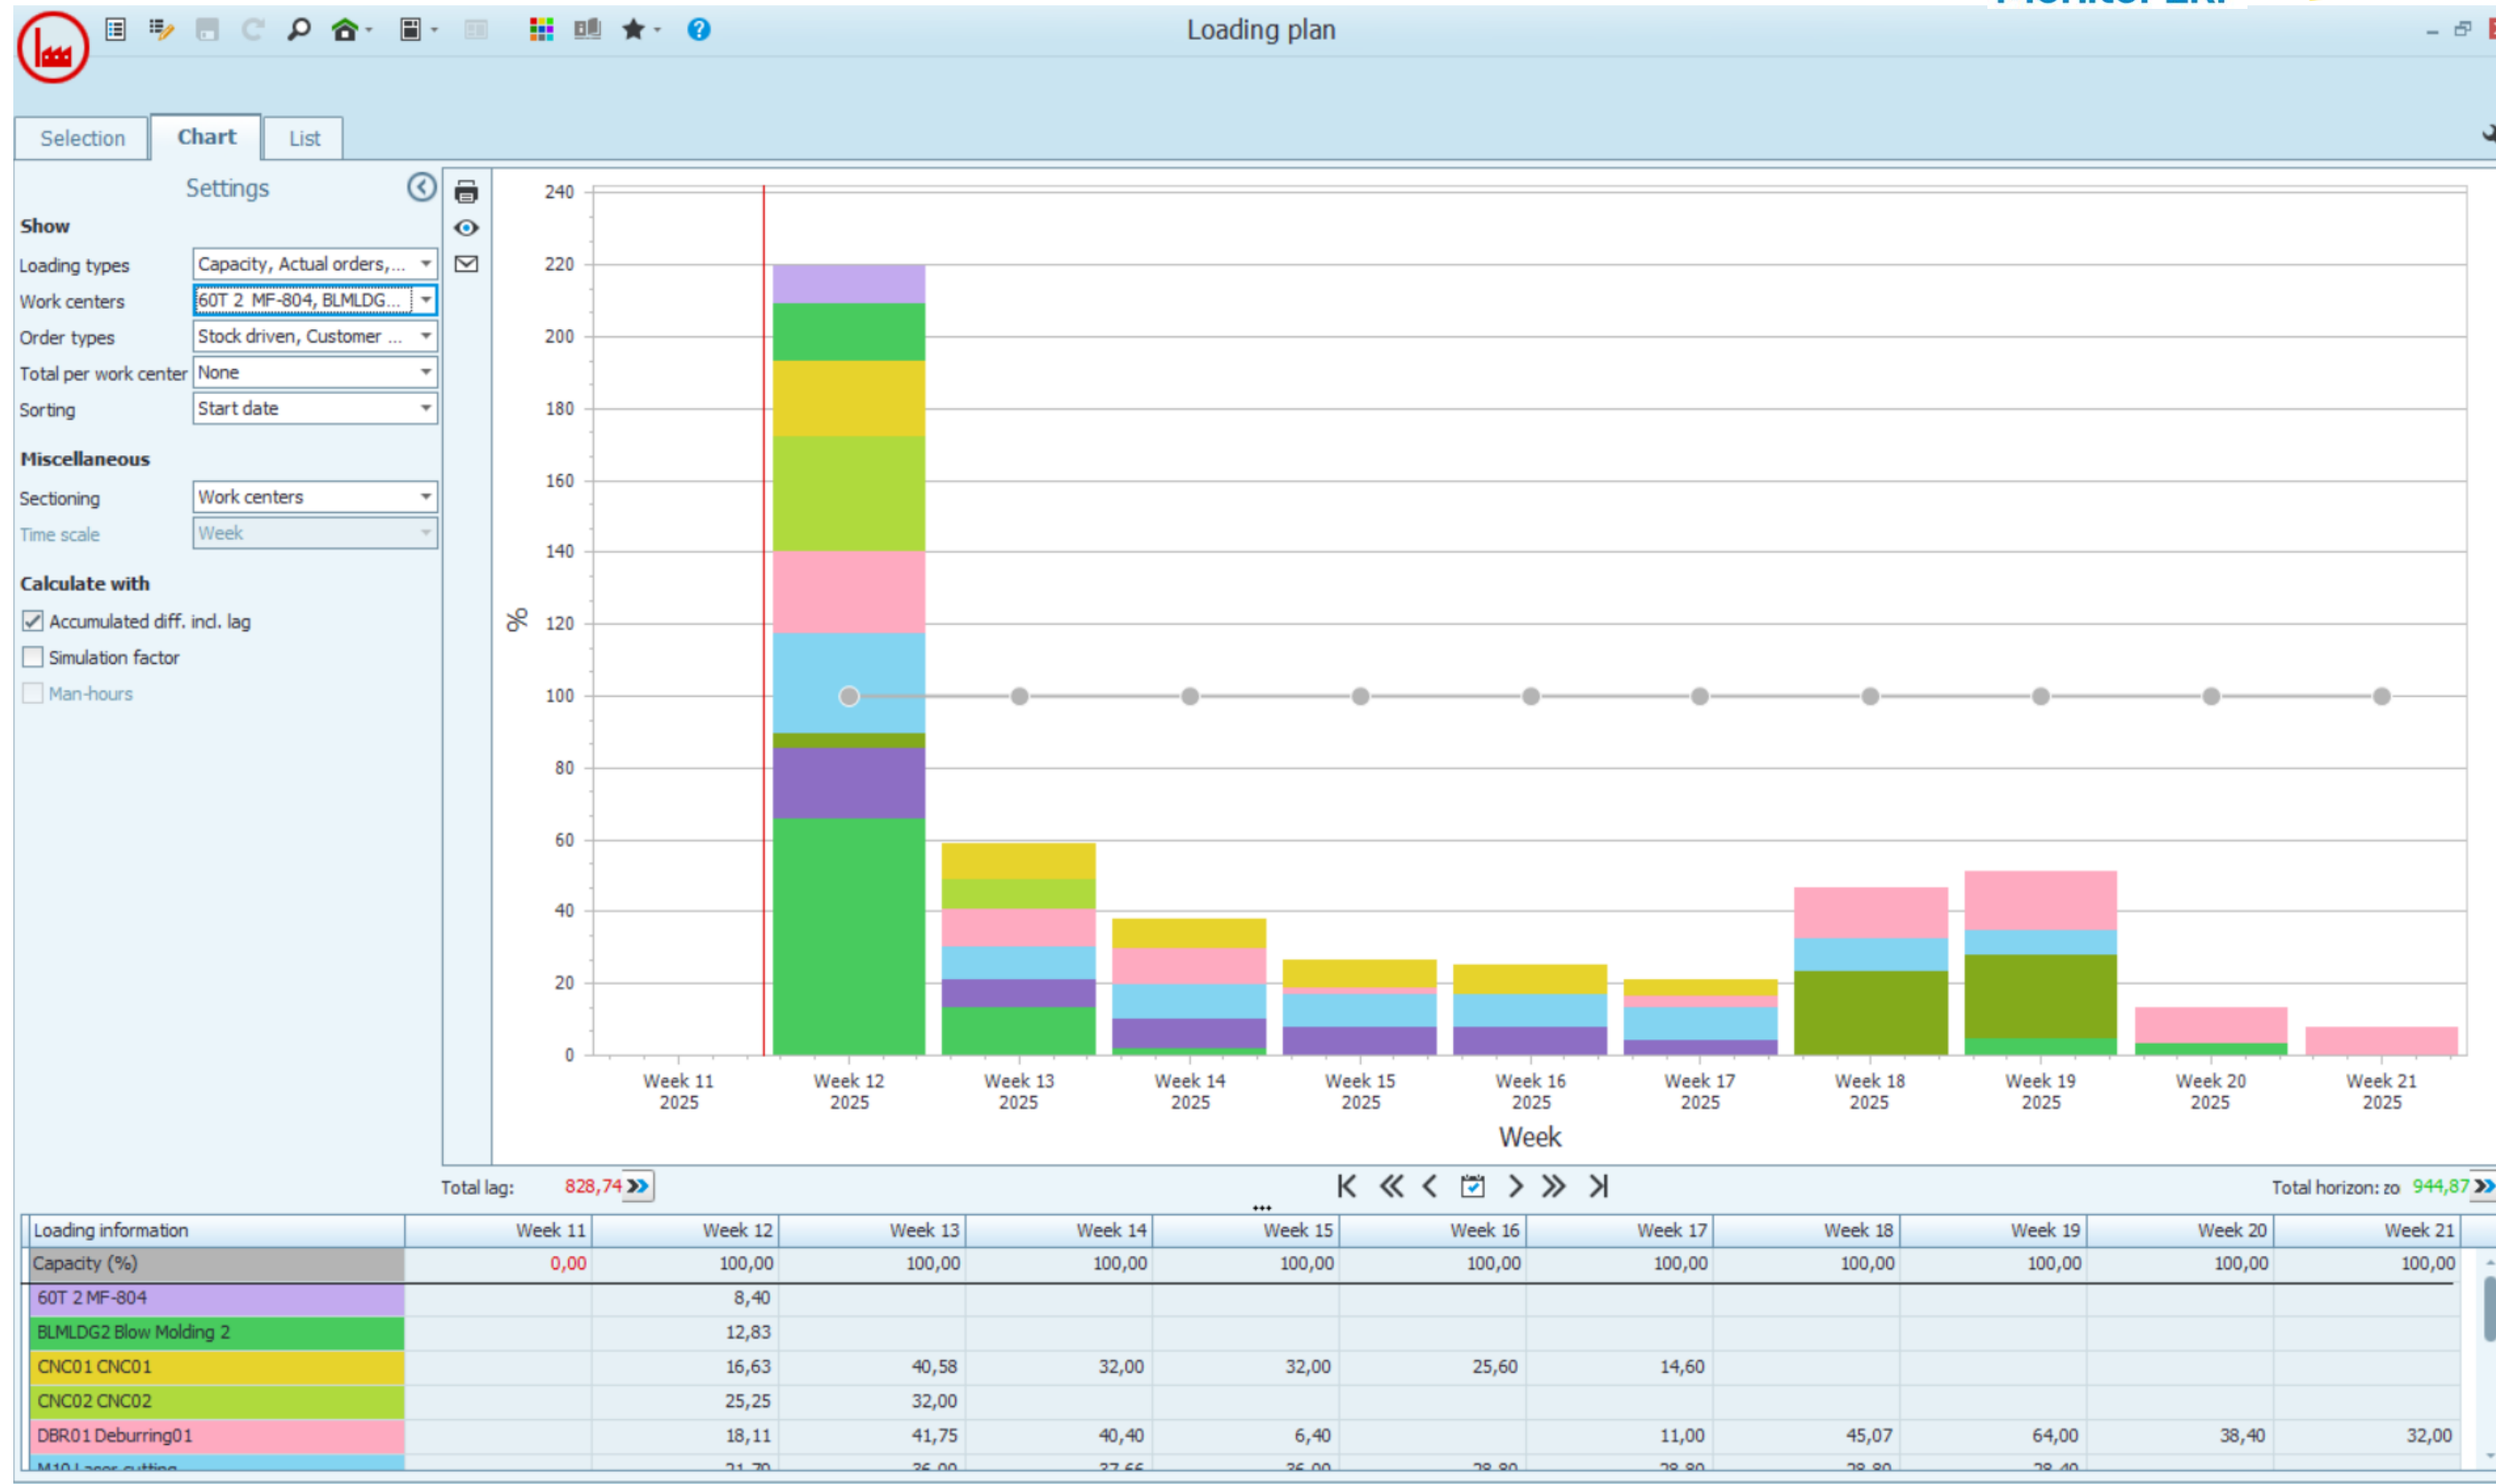 Loading plan
Selection Chart List
Settings
Show
Loading types Capacity, Actual orders,...
Work centers 60T 2 MF-804, BLMLDG...
Order types Stock driven, Customer ...
Total per work center None
Sorting Start date
Miscellaneous
Sectioning Work centers
Time scale Week
Calculate with
Accumulated diff. incl. lag
Simulation factor
Man-hours
%
240
220
200
180
160
140
120
100
80
60
40
20
0
Week 11 Week 12 Week 13 Week 14 Week 15 Week 16 Week 17 Week 18 Week 19 Week 20 Week 21
2025 2025 2025 2025 2025 2025 2025 2025 2025 2025 2025
Week
Total lag: 828,74 Total horizon: zo 944,87
Loading information Week 11 Week 12 Week 13 Week 14 Week 15 Week 16 Week 17 Week 18 Week 19 Week 20 Week 21
Capacity (%) 0,00 100,00 100,00 100,00 100,00 100,00 100,00 100,00 100,00 100,00 100,00
60T 2 MF-804 8,40
BLMLDG2 Blow Molding 2 12,83
CNC01 CNC01 16,63 40,58 32,00 32,00 25,60 14,60
CNC02 CNC02 25,25 32,00
DBR01 Deburring01 18,11 41,75 40,40 6,40 11,00 45,07 64,00 38,40 32,00